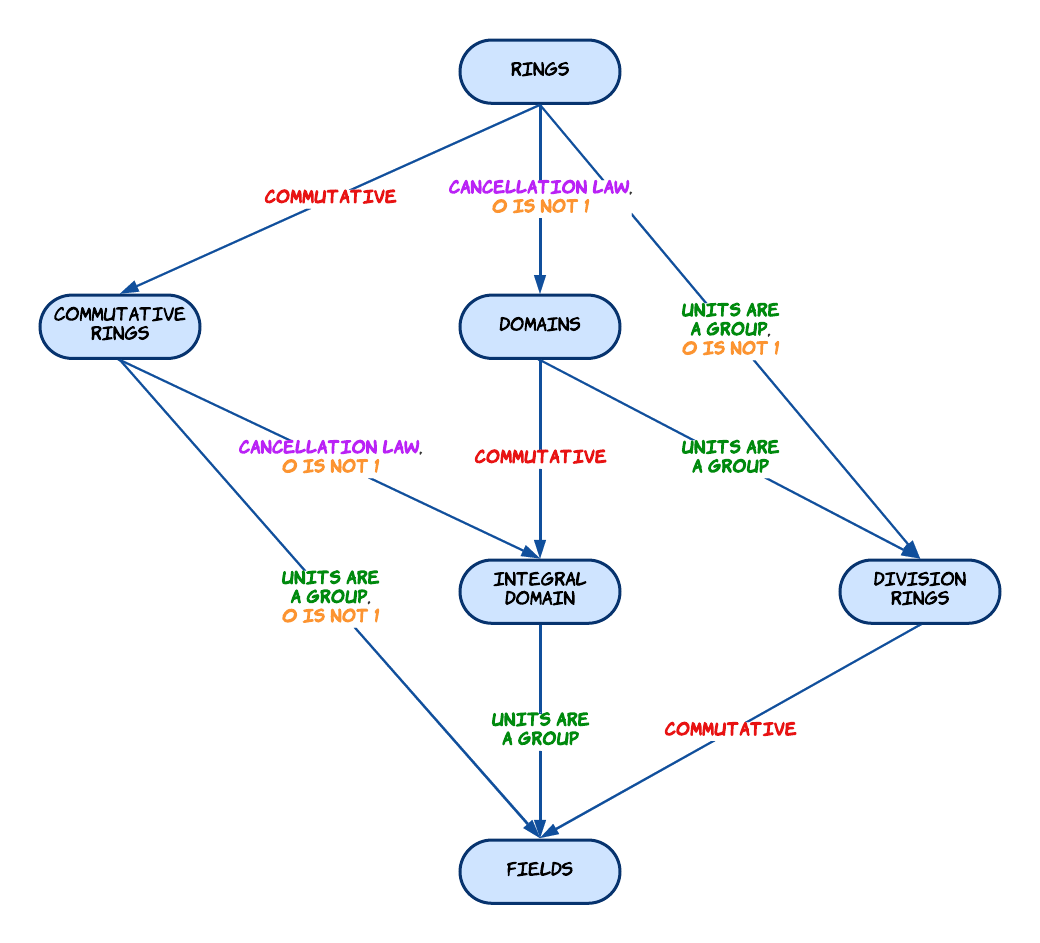 RINGS
COMMUTATIVE
CANCELLATION LAW,
0 IS NOT 1
UNITS ARE
A GROUP,
0 IS NOT 1
COMMUTATIVE
RINGS
DOMAINS
CANCELLATION LAW,
0 IS NOT 1
COMMUTATIVE
UNITS ARE
A GROUP
UNITS ARE
A GROUP,
0 IS NOT 1
INTEGRAL
DOMAIN
DIVISION
RINGS
UNITS ARE
A GROUP
COMMUTATIVE
FIELDS